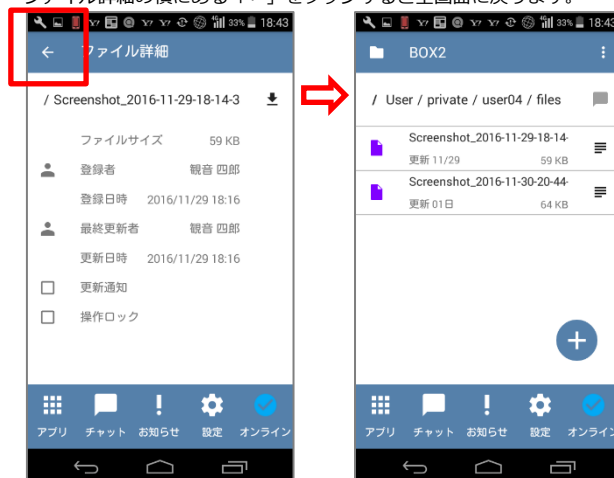 ファイル詳細の横にある「←」をタップすると全画面に戻ります。
33% 18:43
ファイル詳細
/ Screenshot_2016-11-29-18-14-3
ファイルサイズ 59 KB
登録者 観音 四郎
登録日時 2016/11/29 18:16
最終更新者 観音 四郎
更新日時 2016/11/29 18:16
更新通知
操作ロック
アプリ チャット お知らせ 設定 オンライン
33% 18:43
BOX2
/ User / private / user04 / files
Screenshot_2016-11-29-18-14-
更新 11/29 59 KB
Screenshot_2016-11-30-20-44-
更新 01日 64 KB
アプリ チャット お知らせ 設定 オンライン